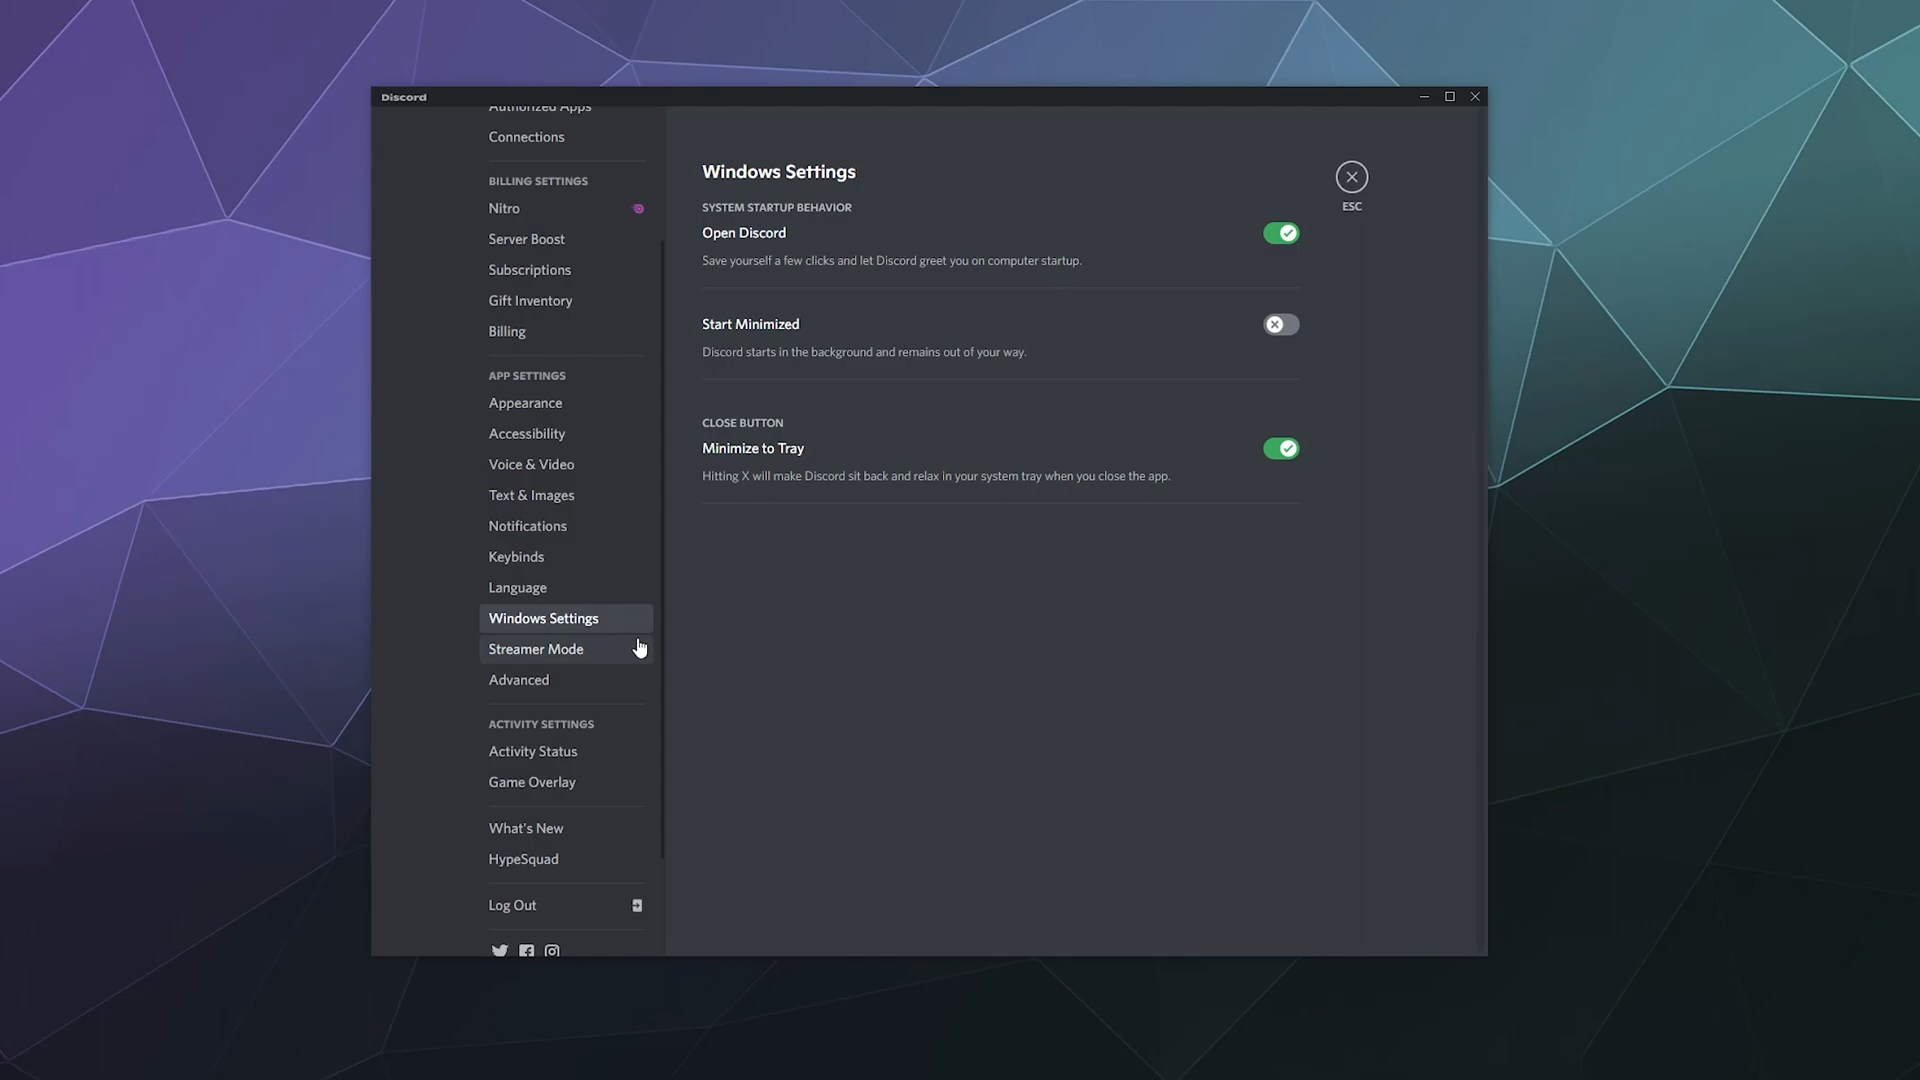 Discord
Authorized Apps
Connections
BILLING SETTINGS
Nitro
Server Boost
Subscriptions
Gift Inventory
Billing
APP SETTINGS
Appearance
Accessibility
Voice & Video
Text & Images
Notifications
Keybinds
Language
Windows Settings
Streamer Mode
Advanced
ACTIVITY SETTINGS
Activity Status
Game Overlay
What's New
HypeSquad
Log Out
Windows Settings
SYSTEM STARTUP BEHAVIOR
Open Discord
Save yourself a few clicks and let Discord greet you on computer startup.
Start Minimized
Discord starts in the background and remains out of your way.
CLOSE BUTTON
Minimize to Tray
Hitting X will make Discord sit back and relax in your system tray when you close the app.
ESC